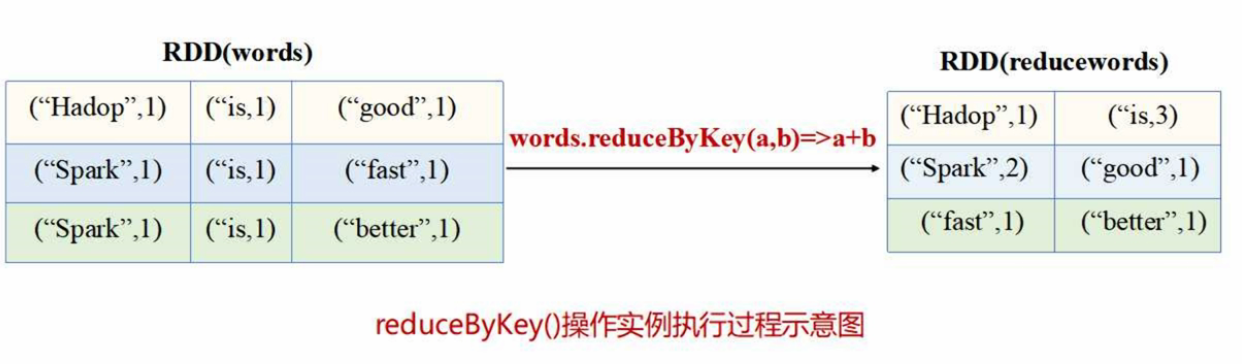 RDD(words)
(“Hadop”,1) (“is,1) (“good”,1)
(“Spark”,1) (“is,1) (“fast”,1)
(“Spark”,1) (“is,1) (“better”,1)
words.reduceByKey(a,b)=>a+b
RDD(reducewords)
(“Hadop”,1) (“is,3)
(“Spark”,2) (“good”,1)
(“fast”,1) (“better”,1)
reduceByKey()操作实例执行过程示意图